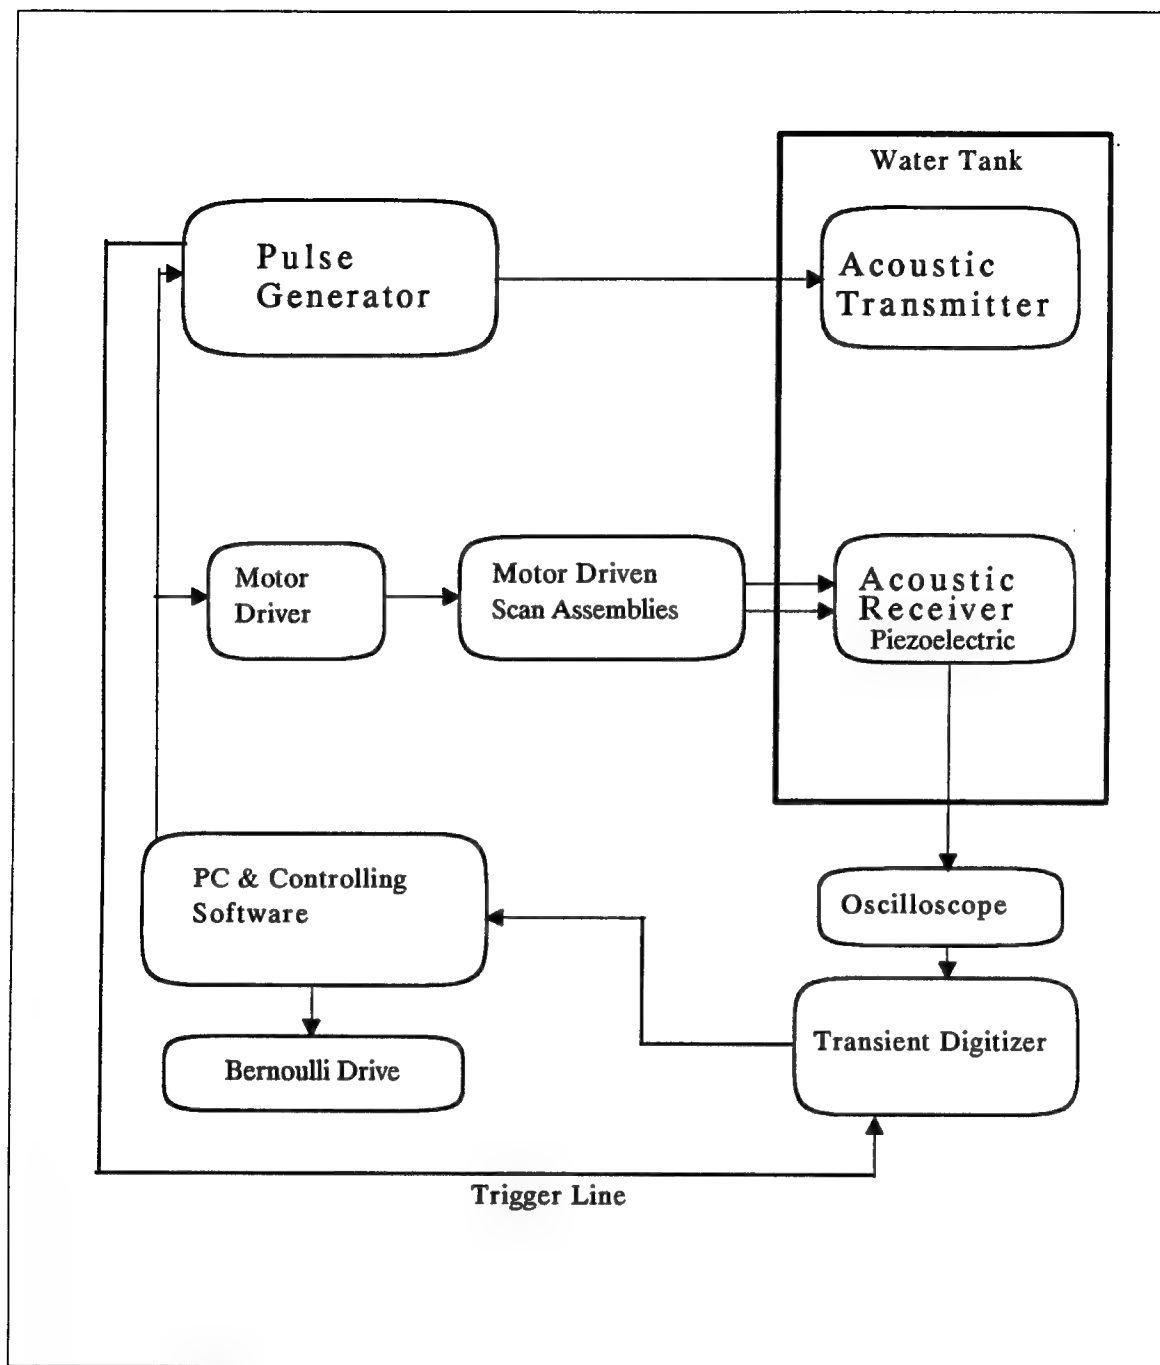 Water Tank
Pulse
Generator
Acoustic
Transmitter
Motor
Driver
Motor Driven
Scan Assemblies
Acoustic
Receiver
Piezoelectric
PC & Controlling
Software
Oscilloscope
Transient Digitizer
Bernoulli Drive
Trigger Line